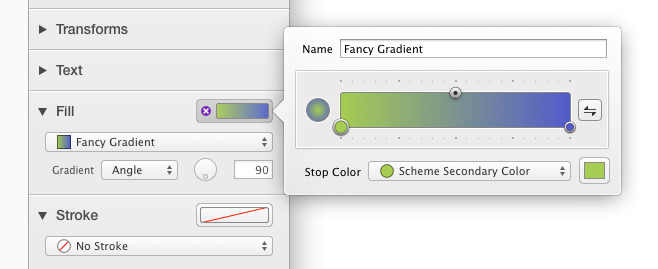 Transforms
Text
Fill
Fancy Gradient
Gradient Angle 90
Stroke
No Stroke
Name Fancy Gradient
Stop Color Scheme Secondary Color